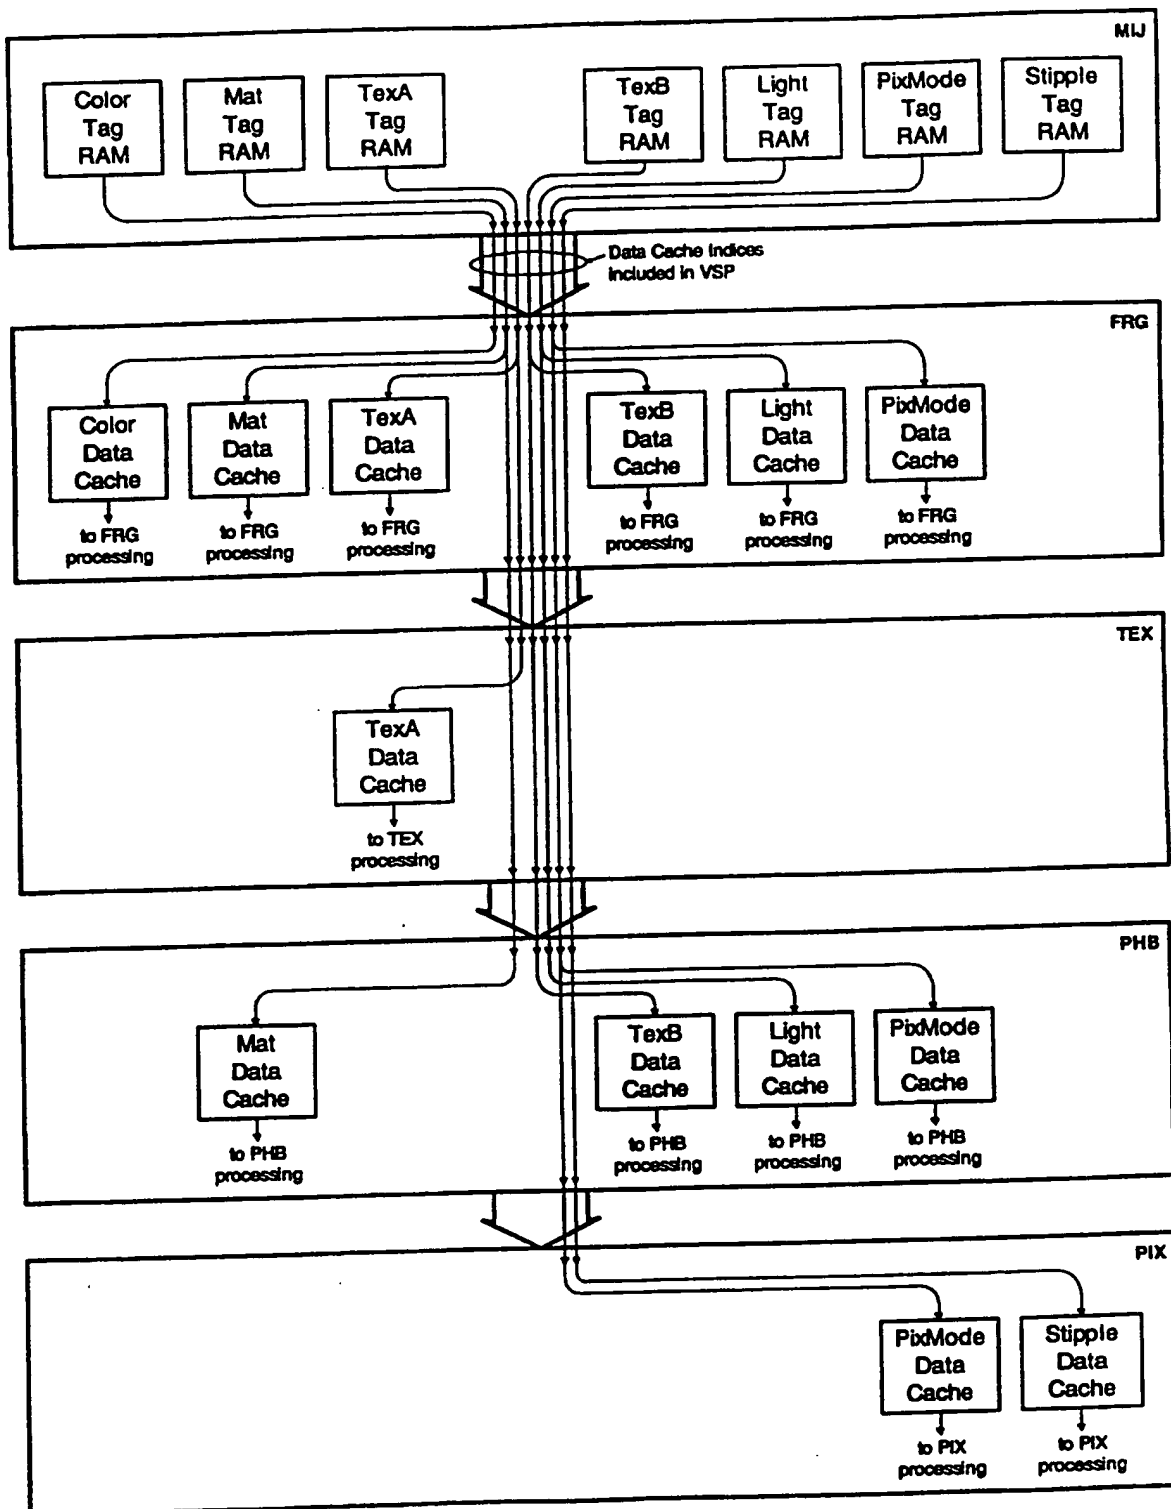 MIJ
Color
Tag
RAM
Mat
Tag
RAM
TexA
Tag
RAM
TexB
Tag
RAM
Light
Tag
RAM
PixMode
Tag
RAM
Stipple
Tag
RAM
Data Cache Indices
included in VSP
FRG
Color
Data
Cache
Mat
Data
Cache
TexA
Data
Cache
TexB
Data
Cache
Light
Data
Cache
PixMode
Data
Cache
to FRG
processing
to FRG
processing
to FRG
processing
to FRG
processing
to FRG
processing
to FRG
processing
TEX
TexA
Data
Cache
to TEX
processing
PHB
Mat
Data
Cache
TexB
Data
Cache
Light
Data
Cache
PixMode
Data
Cache
to PHB
processing
to PHB
processing
to PHB
processing
to PHB
processing
PIX
PixMode
Data
Cache
Stipple
Data
Cache
to PIX
processing
to PIX
processing